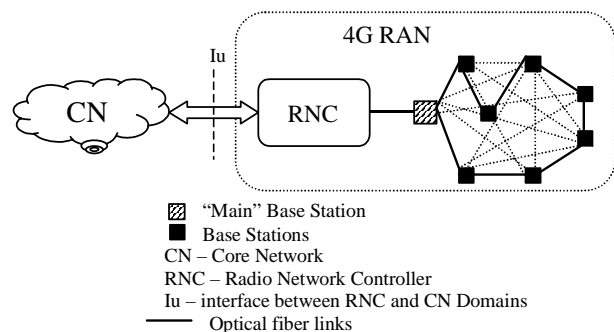 4G RAN
Iu
CN
RNC
“Main” Base Station
Base Stations
CN – Core Network
RNC – Radio Network Controller
Iu – interface between RNC and CN Domains
Optical fiber links